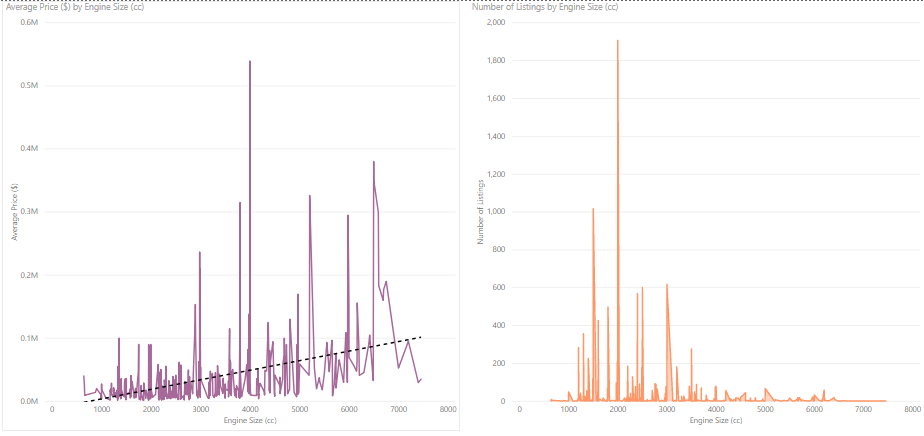 Average Price ($) by Engine Size (cc)
0.6M
0.5M
0.4M
0.3M
0.2M
0.1M
0.0M
Average Price ($)
0 1000 2000 3000 4000 5000 6000 7000 8000
Engine Size (cc)
Number of Listings by Engine Size (cc)
2,000
1,800
1,600
1,400
1,200
1,000
800
600
400
200
0
Number of Listings
0 1000 2000 3000 4000 5000 6000 7000 8000
Engine Size (cc)